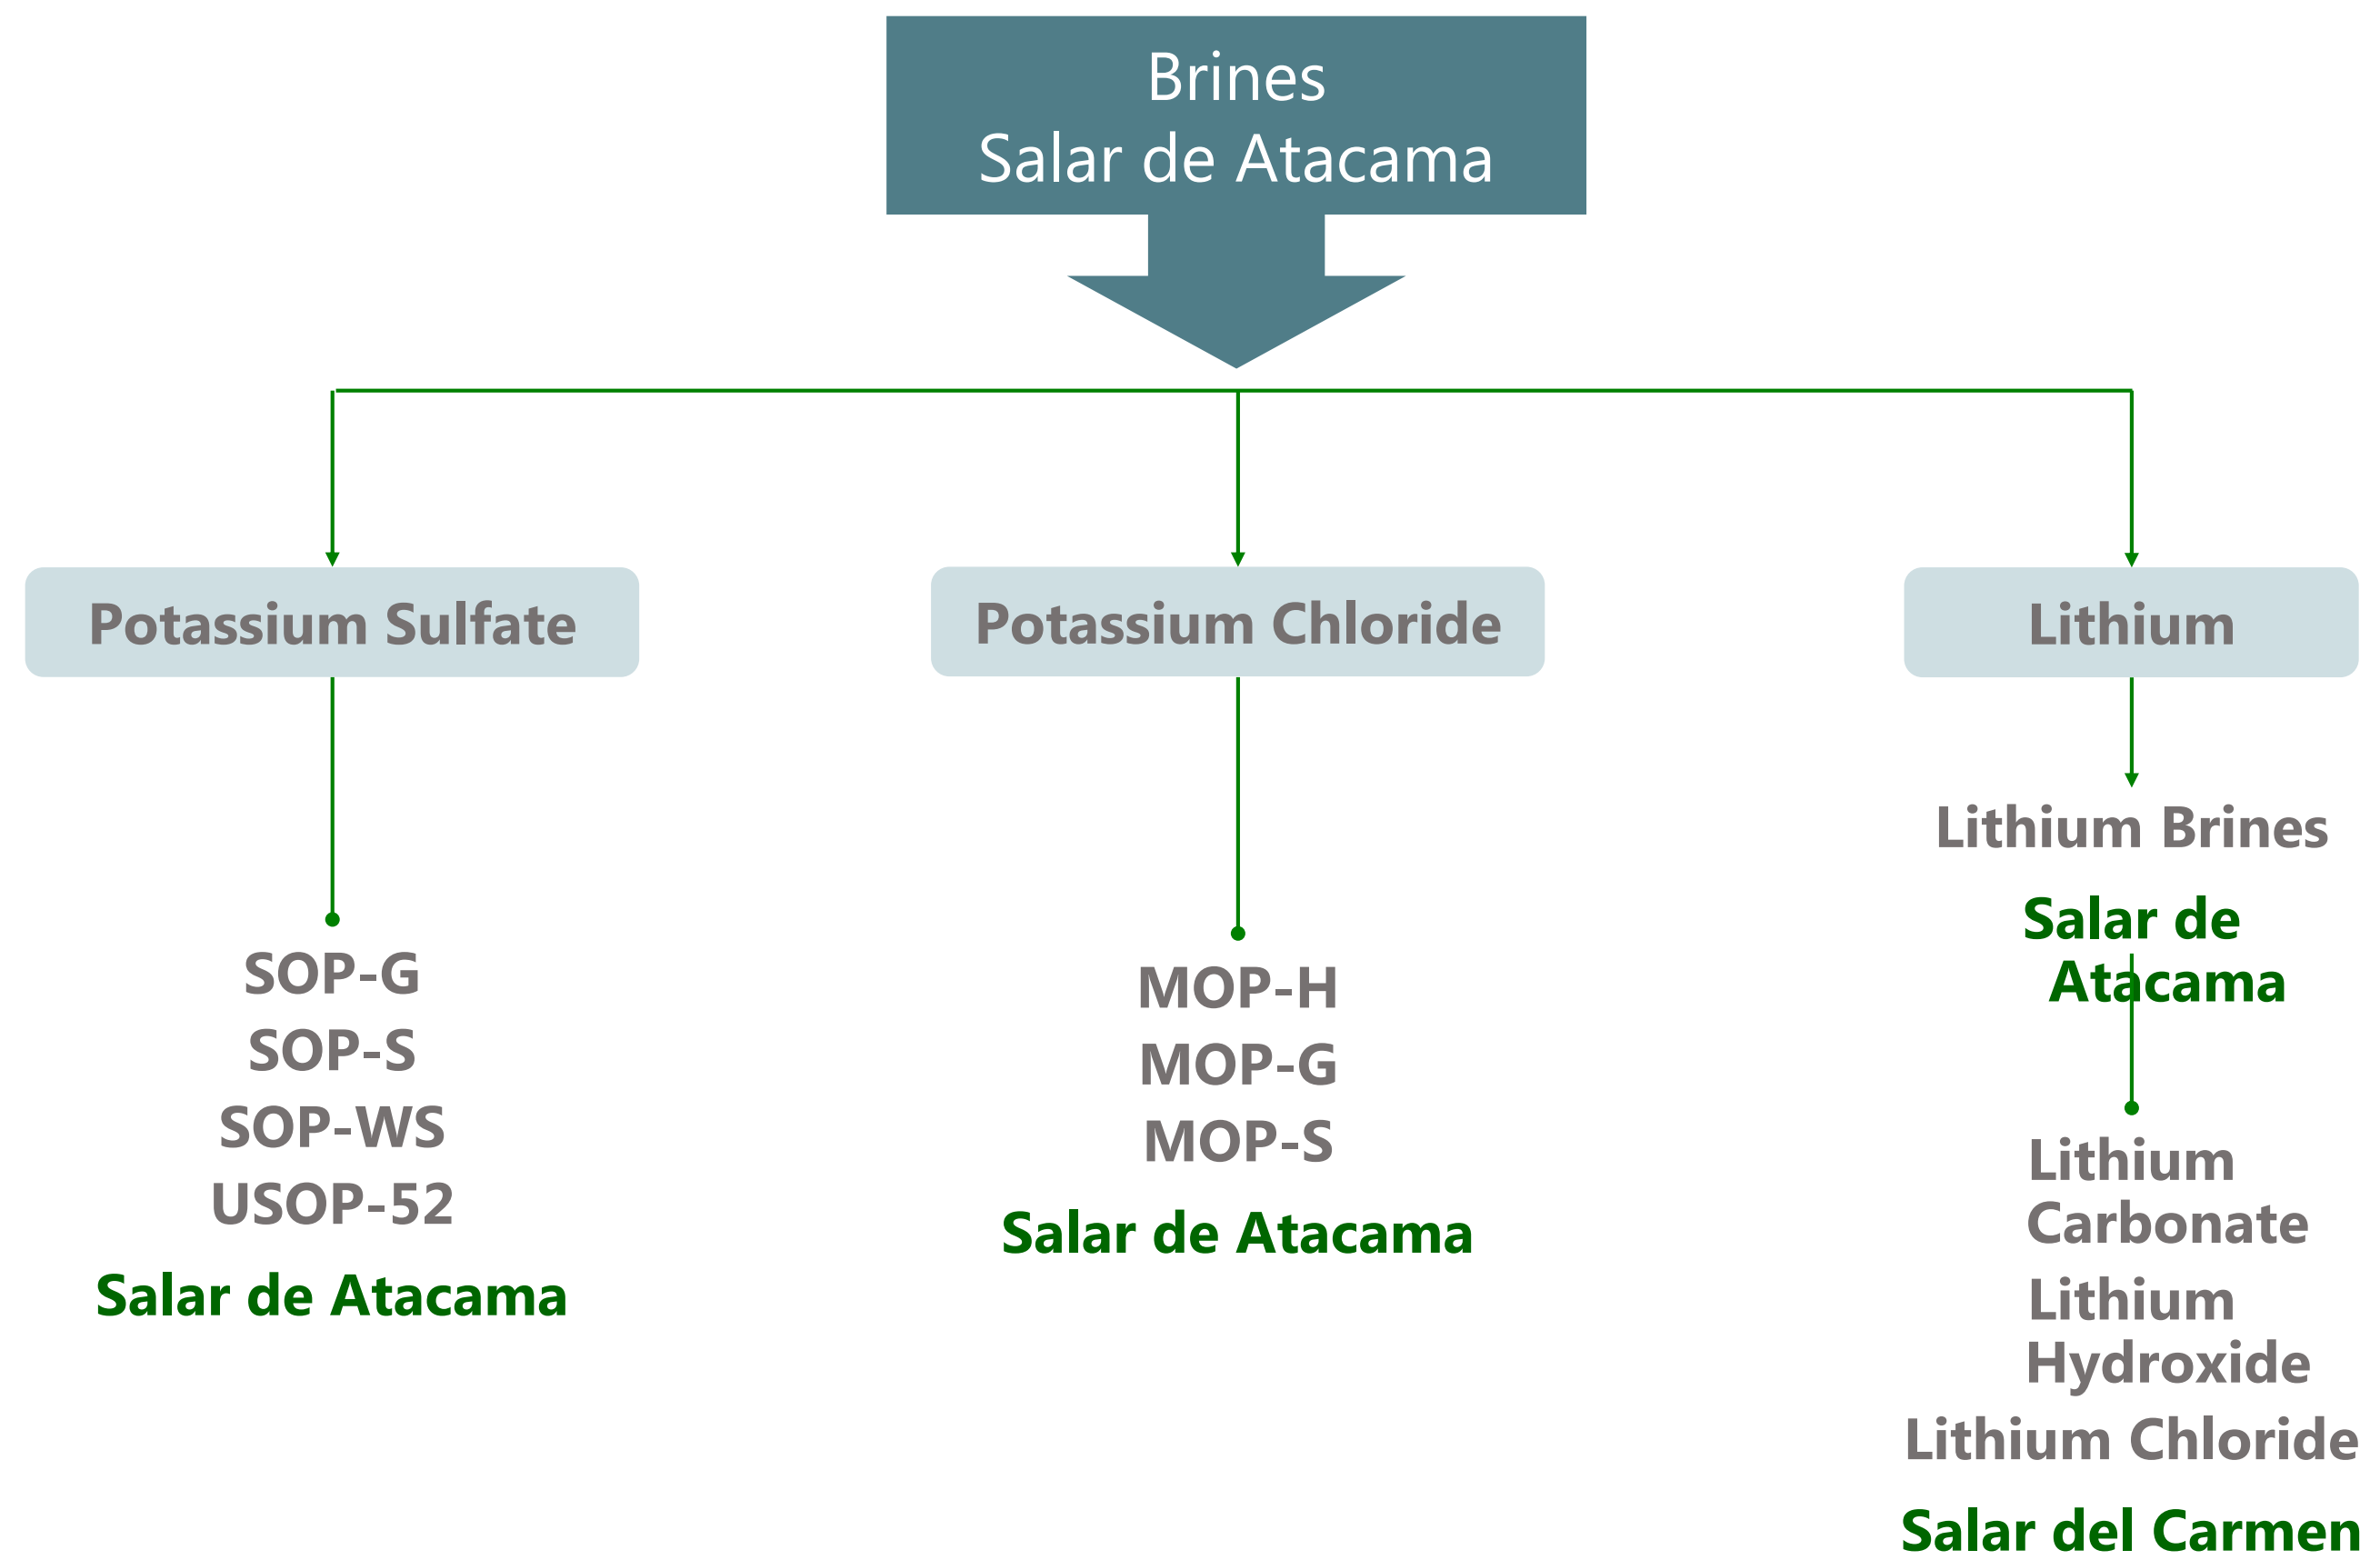 Brines
Salar de Atacama
Potassium Sulfate
Potassium Chloride
Lithium
SOP-G
SOP-S
SOP-WS
USOP-52
Salar de Atacama
MOP-H
MOP-G
MOP-S
Salar de Atacama
Lithium Brines
Salar de
Atacama
Lithium
Carbonate
Lithium
Hydroxide
Lithium Chloride
Salar del Carmen